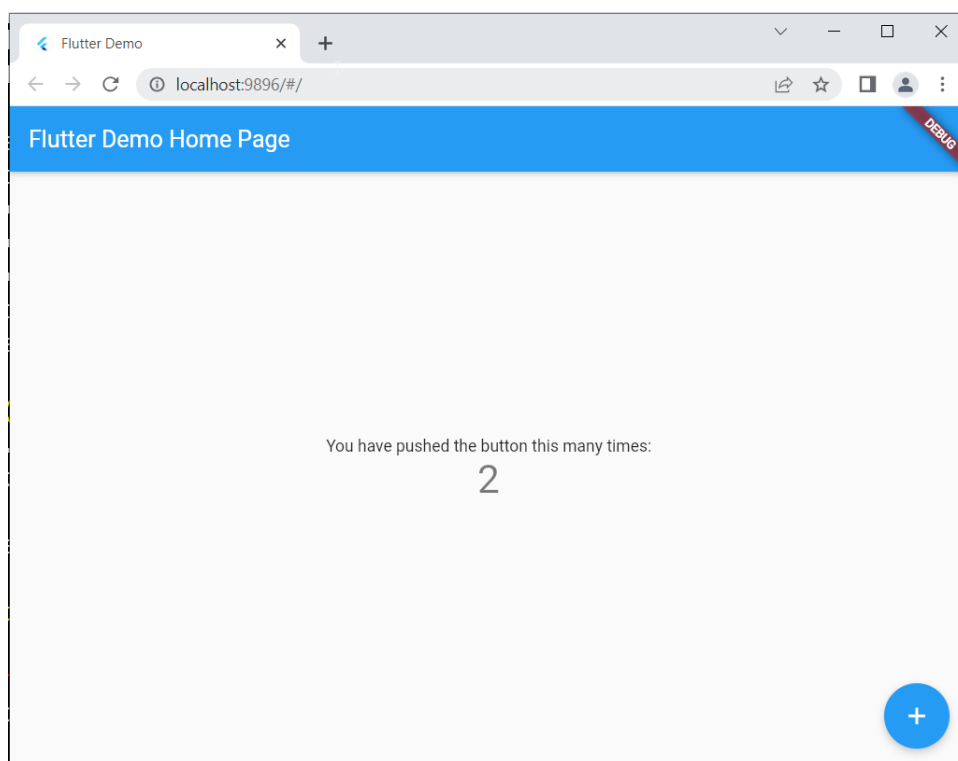 Flutter Demo
localhost:9896/#/
Flutter Demo Home Page
DEBUG
You have pushed the button this many times:
2